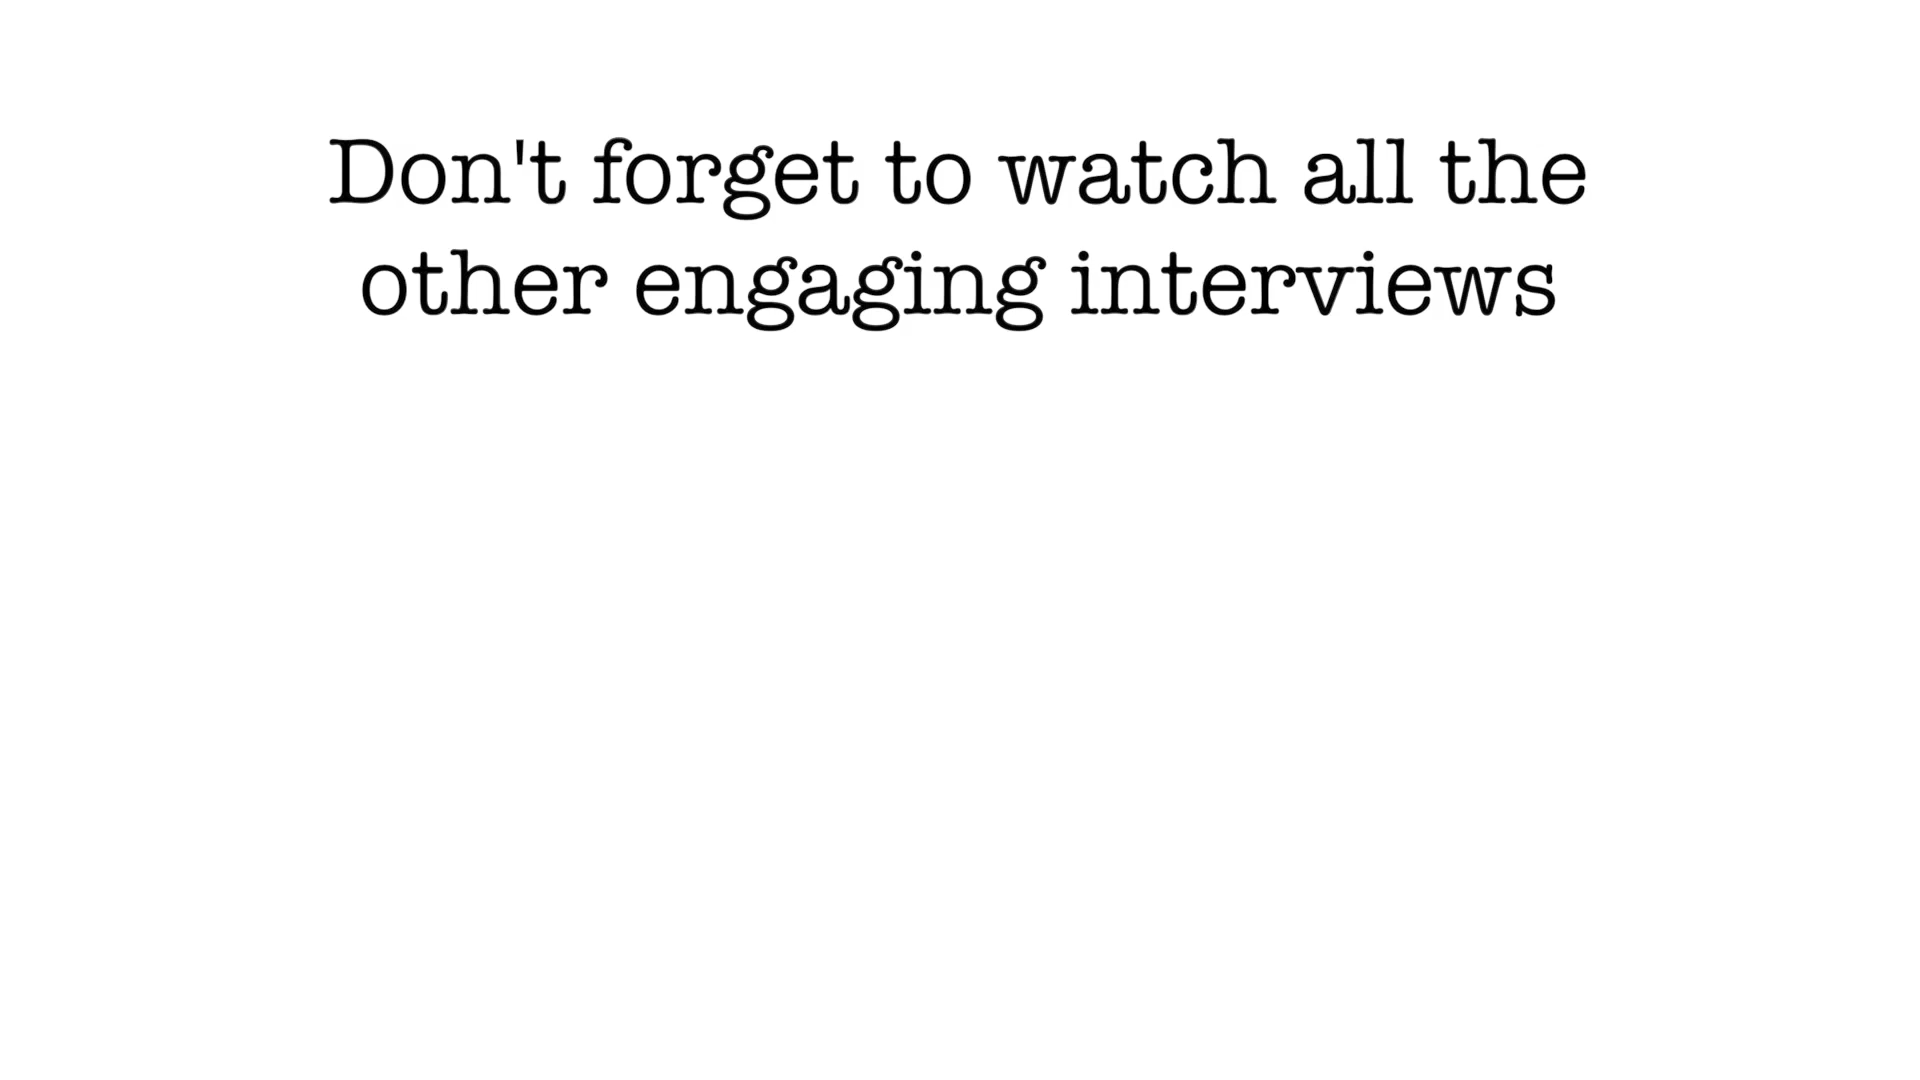 Don't forget to watch all the
other engaging interviews